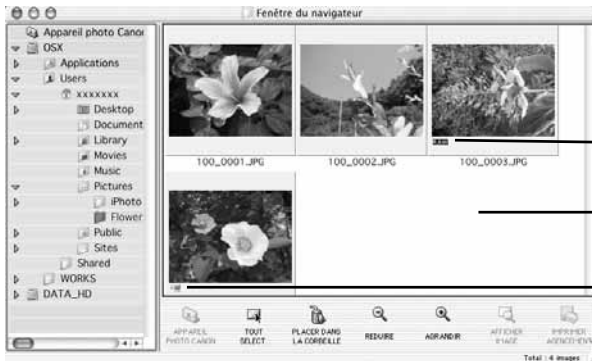 Fenêtre du navigateur
Appareil photo Canon
OSX
Applications
Users
xxxxxxx
Desktop
Document
Library
Movies
Music
Pictures
iPhoto
Flower
Public
Sites
Shared
WORKS
DATA_HD
100_0001.JPG
100_0002.JPG
100_0003.JPG
APPAREIL
PHOTO CANON
TOUT
SELECT
PLACER DANS
LA CORBEILLE
REDUIRE
AGRANDIR
AFFICHER
IMAGE
IMPRIMER
AGENCEMENT
Total : 4 images